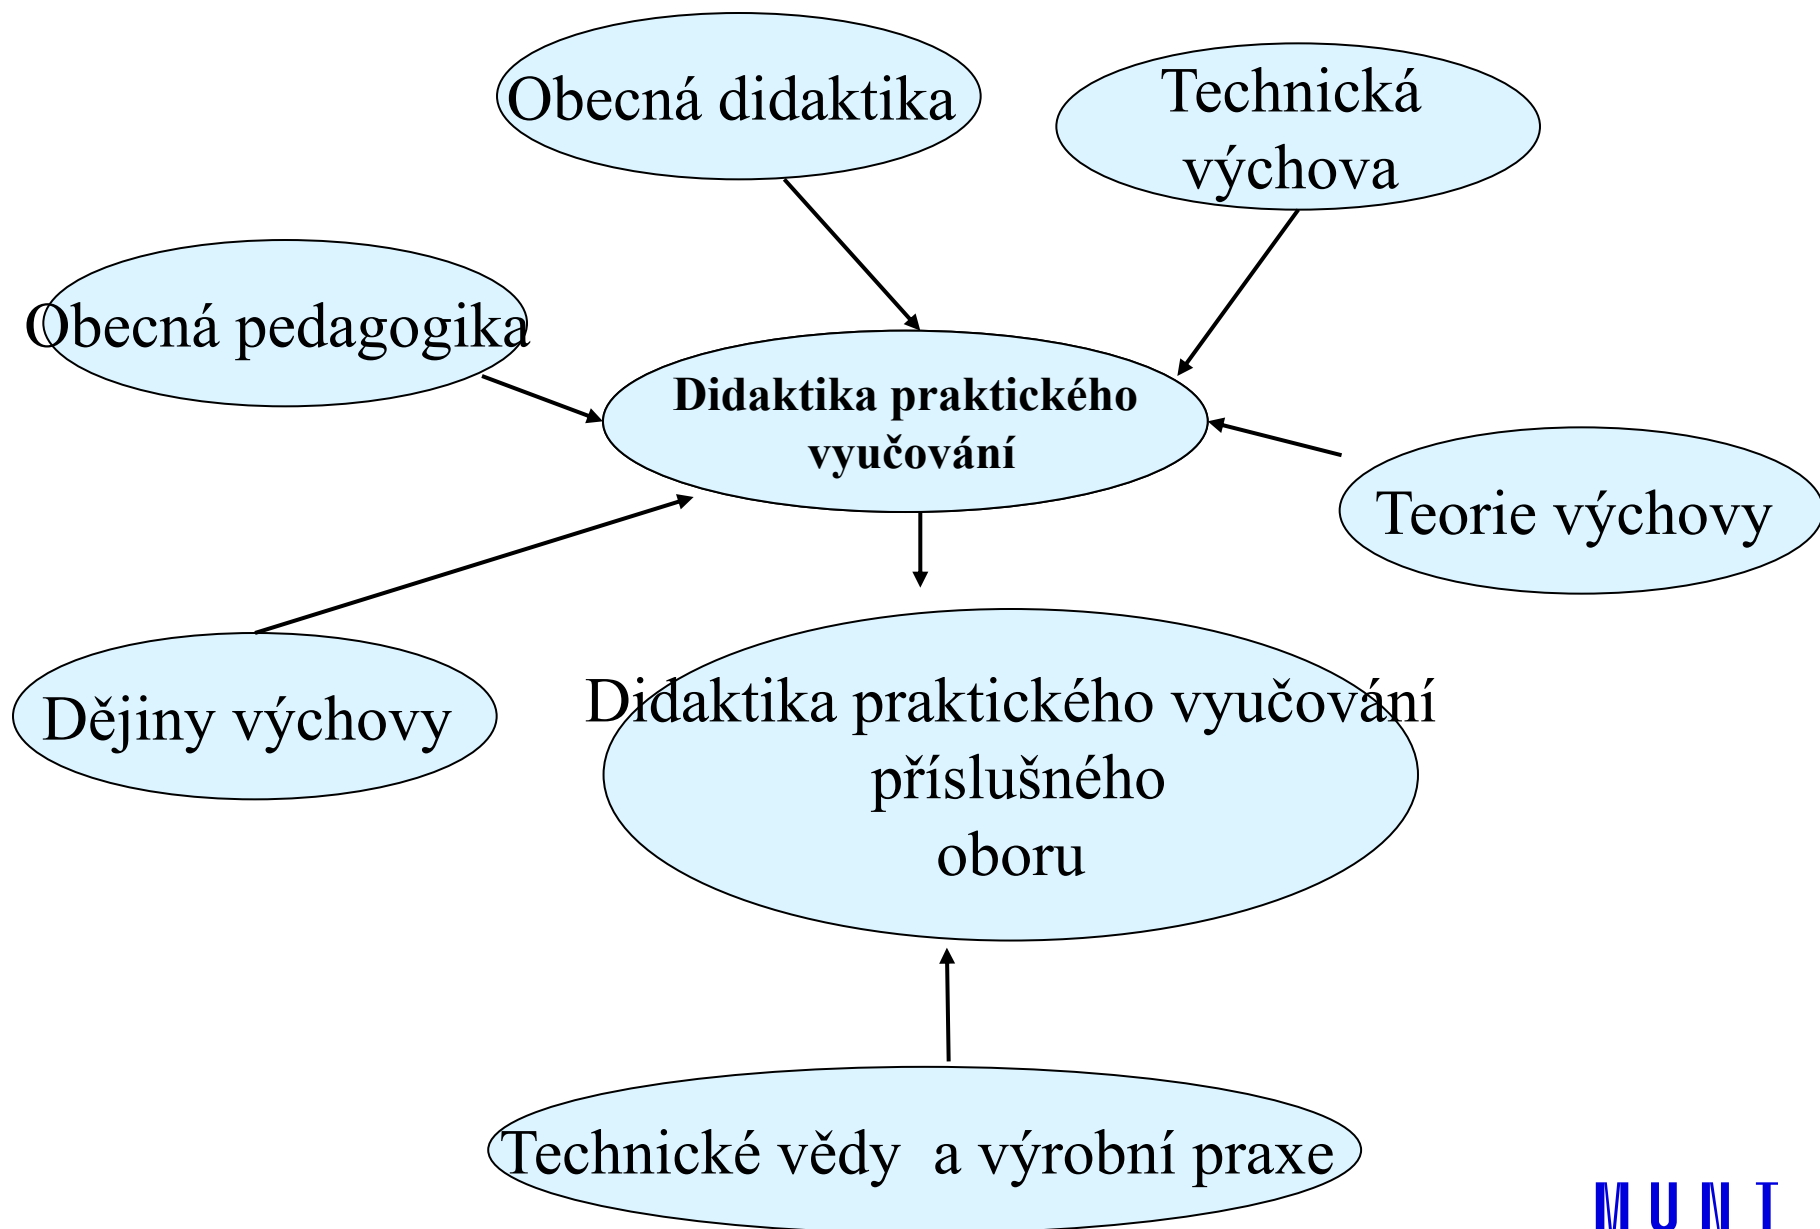 Obecná didaktika
Technická
výchova
Obecná pedagogika
Didaktika praktického
vyučování
Teorie výchovy
Dějiny výchovy
Didaktika praktického vyučování
příslušného
oboru
Technické vědy  a výrobní praxe
MUNI